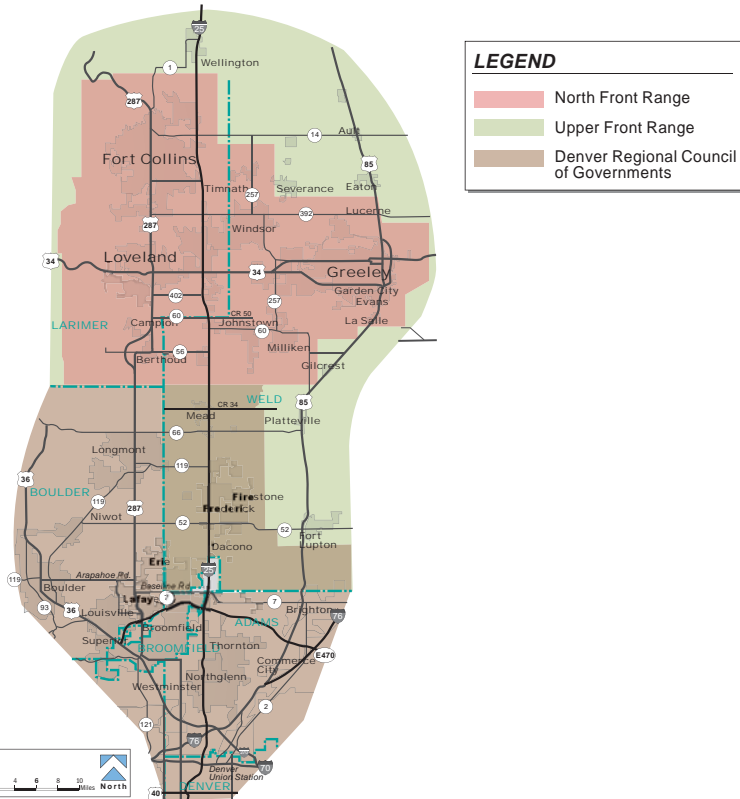 25
Wellington
1
287
14
Ault
LEGEND
North Front Range
Upper Front Range
Denver Regional Council
of Governments
Fort Collins
85
Timnath
257
Severance
Eaton
392
Lucerne
287
Windsor
34
Loveland
34
Greeley
402
257
Garden City
Evans
60
CR 50
LARIMER
Campion
Johnstown
60
La Salle
56
Berthoud
Milliken
Gilcrest
WELD
85
CR 34
Mead
Platteville
66
Longmont
119
36
BOULDER
119
287
Firestone
Frederick
Niwot
52
52
Fort
Lupton
Dacono
Erie
25
119
Arapahoe Rd.
Boulder
Baseline Rd.
7
7
93
36
Louisville
Brighton
76
Superior
Broomfield
ADAMS
BROOMFIELD
Thornton
E470
Commerce
City
Northglenn
Westminster
2
121
76
Denver
Union Station
70
DENVER
40
4 6 8 10
Miles
North